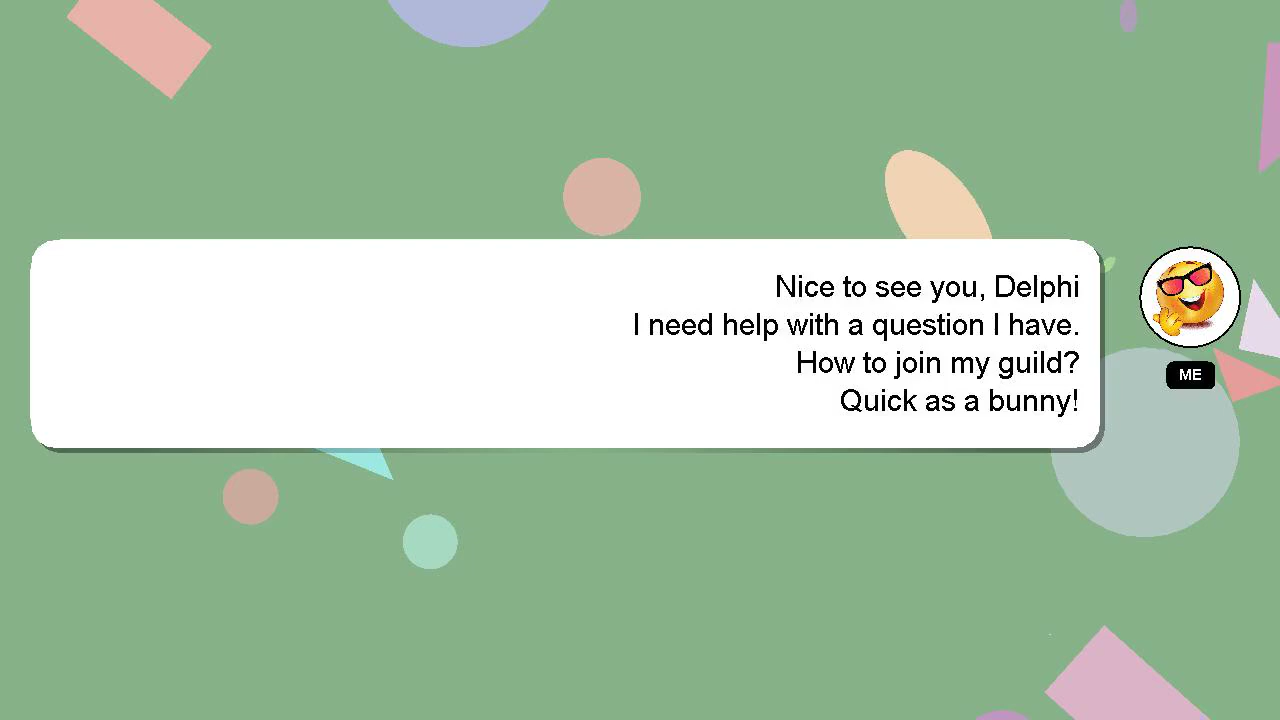 Nice to see you, Delphi
I need help with a question I have.
How to join my guild?
Quick as a bunny!
ME